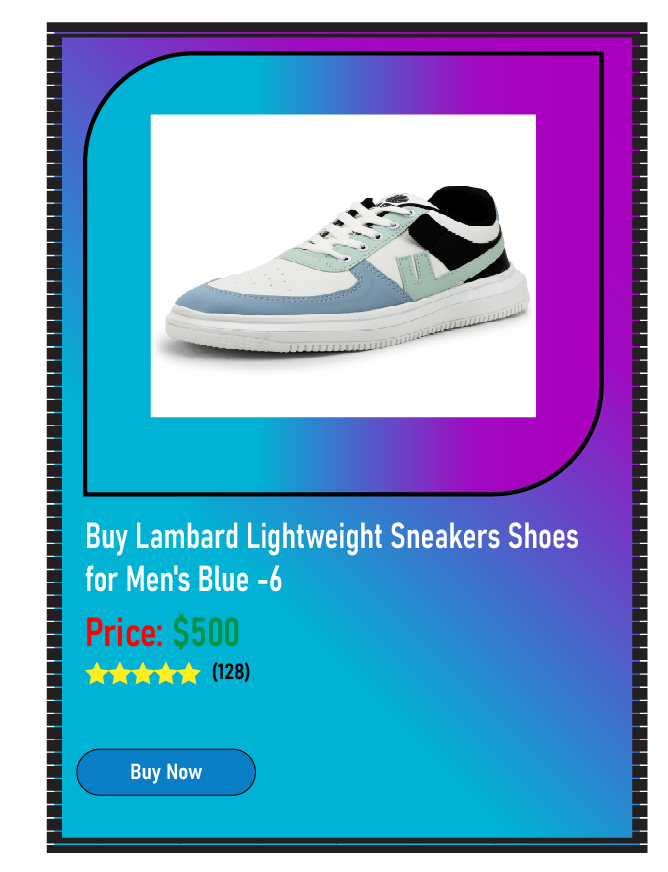 Buy Lambard Lightweight Sneakers Shoes
for Men's Blue -6
Price: $500
(128)
Buy Now